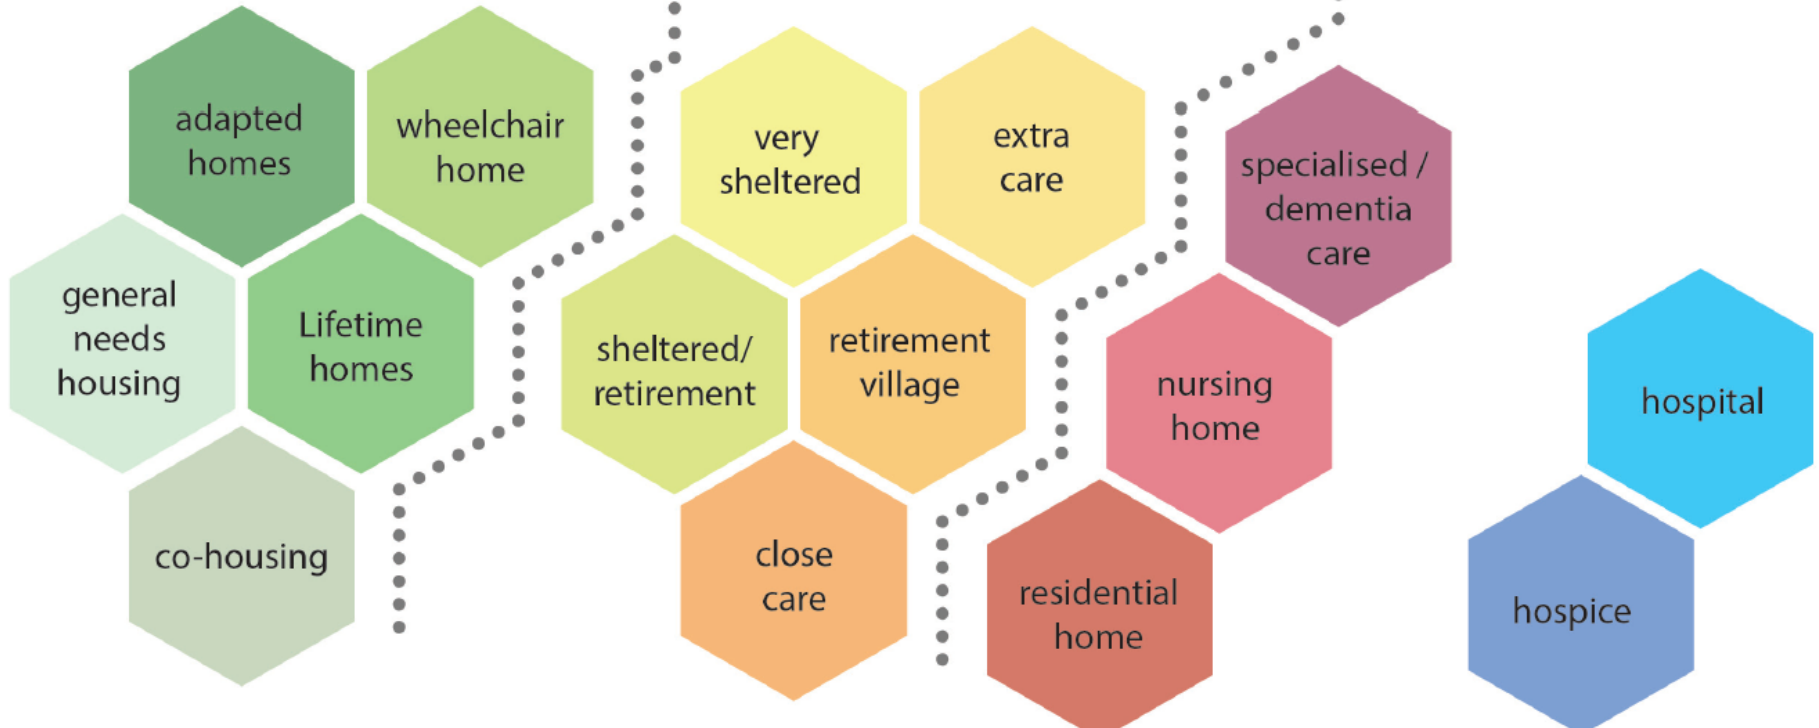 adapted
homes
wheelchair
home
general
needs
housing
Lifetime
homes
co-housing
very
sheltered
extra
care
sheltered/
retirement
retirement
village
close
care
specialised /
dementia
care
nursing
home
residential
home
hospital
hospice